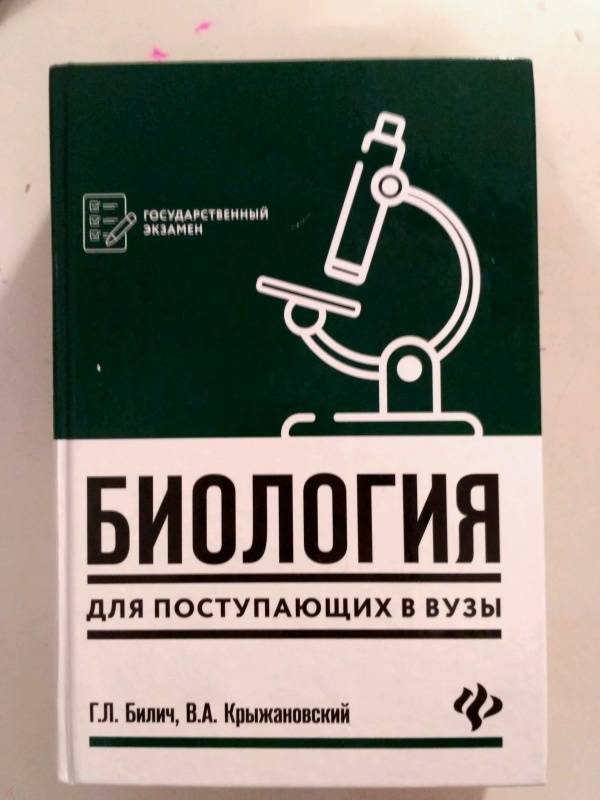 ГОСУДАРСТВЕННЫЙ
ЭКЗАМЕН
БИОЛОГИЯ
ДЛЯ ПОСТУПАЮЩИХ В ВУЗЫ
Г.Л. Билич, В.А. Крыжановский